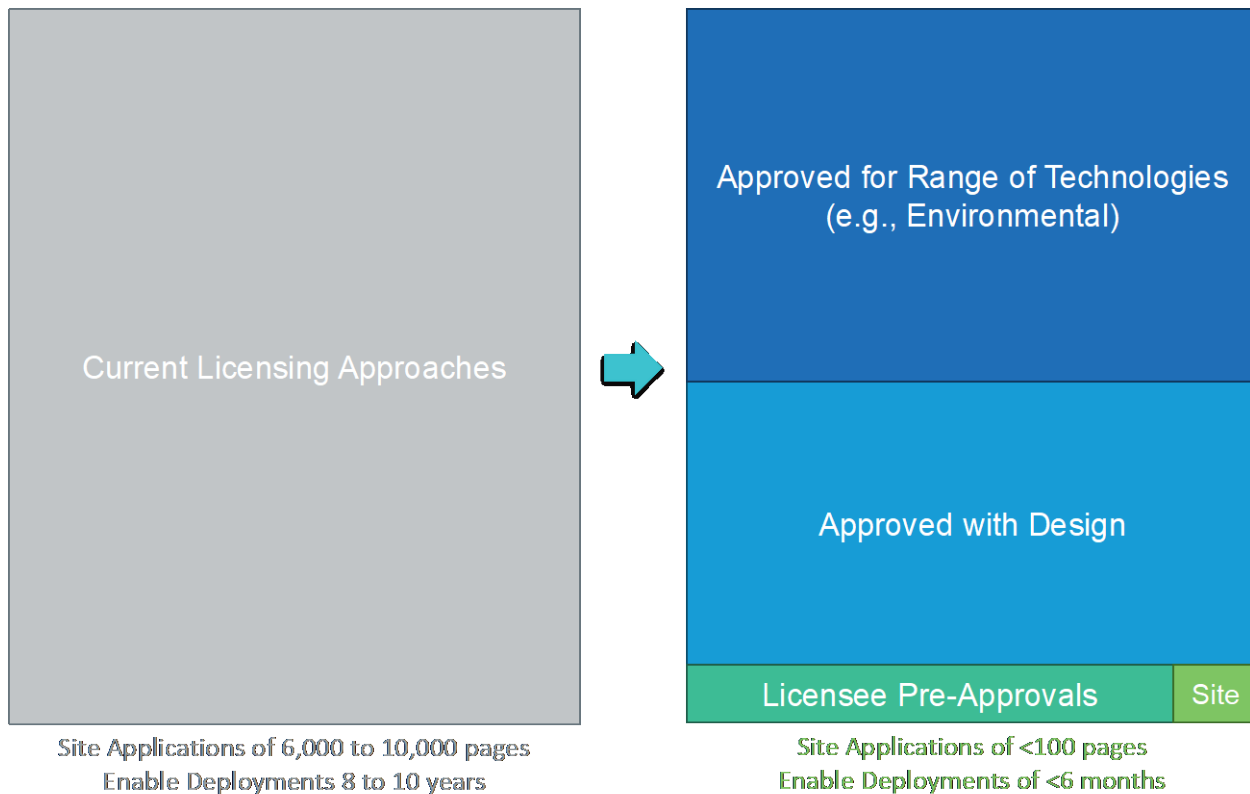 Current Licensing Approaches
Site Applications of 6,000 to 10,000 pages
Enable Deployments 8 to 10 years
Approved for Range of Technologies
(e.g., Environmental)
Approved with Design
Licensee Pre-Approvals
Site
Site Applications of <100 pages
Enable Deployments of <6 months